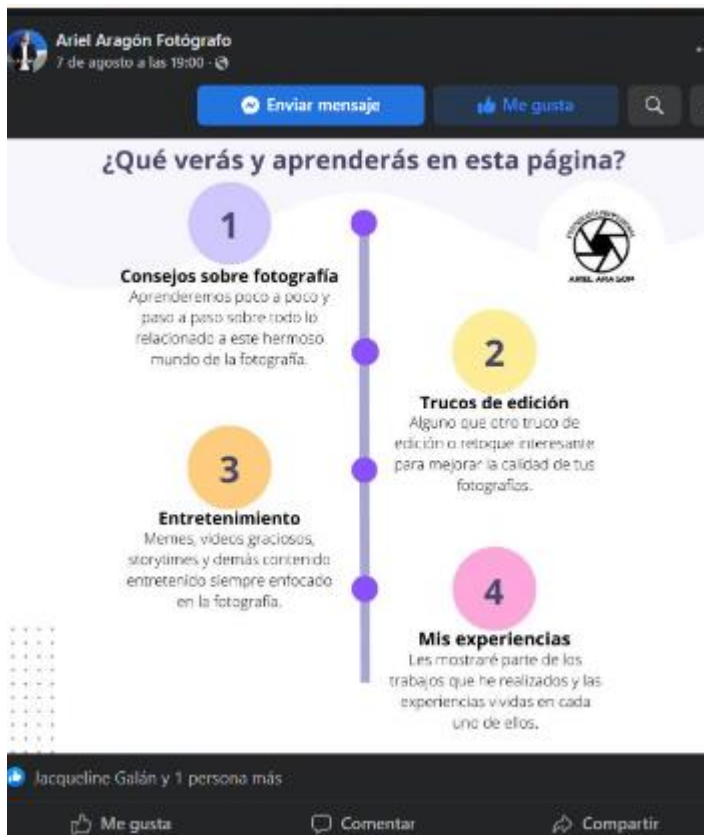 Ariel Aragón Fotógrafo
7 de agosto a las 19:00 ·
Enviar mensaje
Me gusta
¿Qué verás y aprenderás en esta página?
1
Consejos sobre fotografía
Aprenderemos poco a poco y
paso a paso sobre todo lo
relacionado a este hermoso
mundo de la fotografía.
ARIEL ARAGON
2
Trucos de edición
Alguno que otro truco de
edición o retoque interesante
para mejorar la calidad de tus
fotografías.
3
Entretenimiento
Memes, videos graciosos,
storytimes y demás contenido
entretenido siempre enfocado
en la fotografía.
4
Mis experiencias
Les mostraré parte de los
trabajos que he realizados y las
experiencias vividas en cada
uno de ellos.
Jacqueline Galán y 1 persona más
Me gusta
Comentar
Compartir